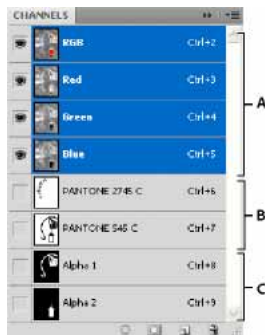 CHANNELS
RGB Ctrl+2
Red Ctrl+3
Green Ctrl+4
Blue Ctrl+5
A
PANTONE 2745 C Ctrl+6
PANTONE 545 C Ctrl+7
B
Alpha 1 Ctrl+8
Alpha 2 Ctrl+9
C